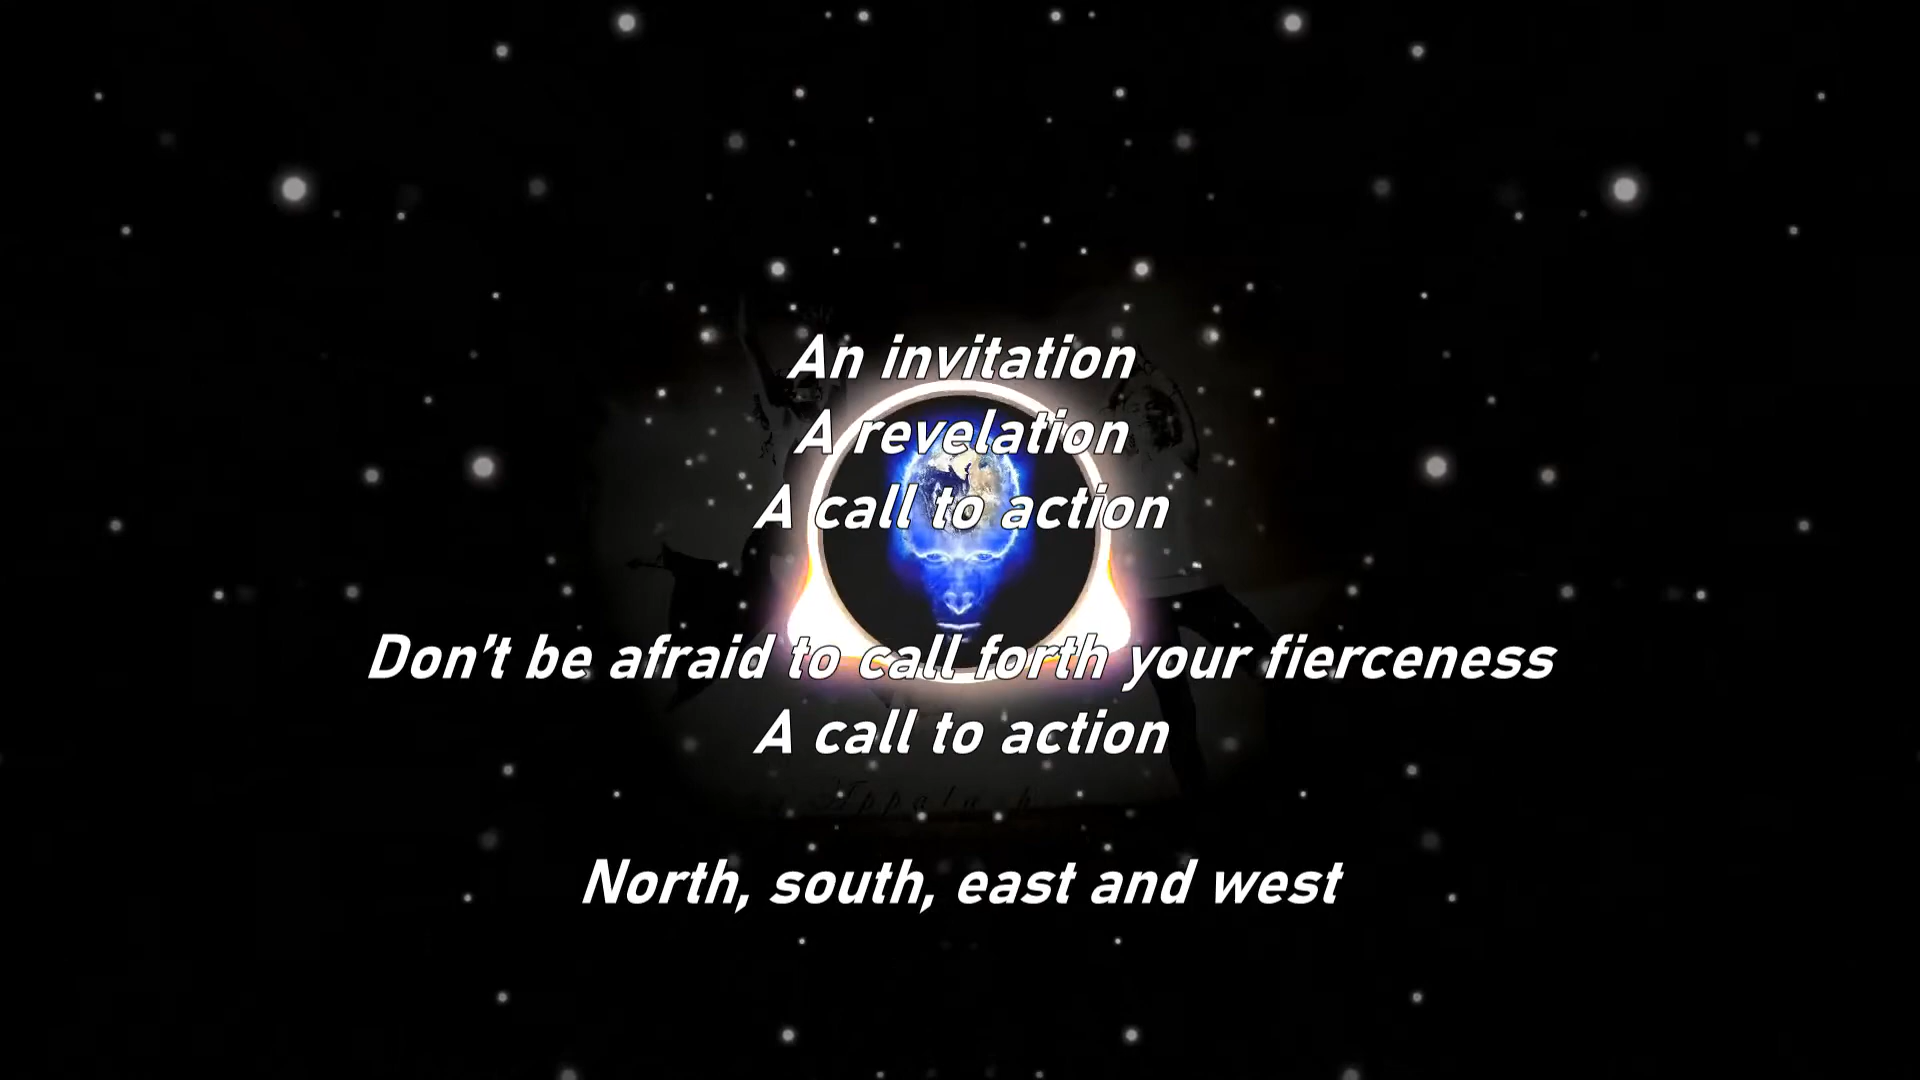 An invitation
A revelation
A call to action
Don't be afraid to call forth your fierceness
A call to action
North, south, east and west